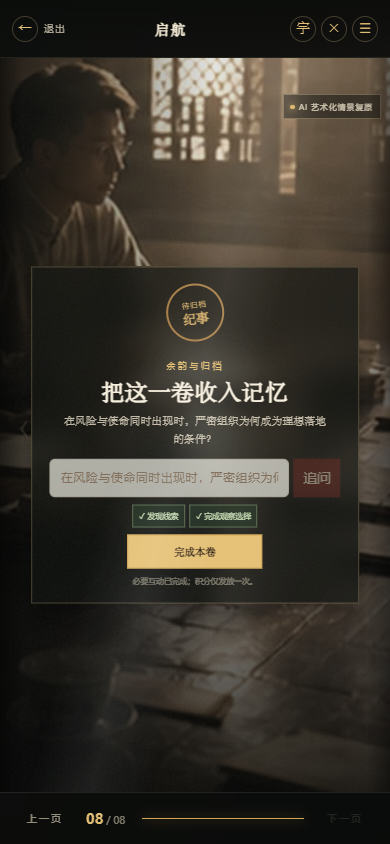 ← 退出
启航
字 × ☰
AI 艺术化情景复原
待归档
纪事
余韵与归档
把这一卷收入记忆
在风险与使命同时出现时，严密组织为何成为理想落地
的条件？
在风险与使命同时出现时，严密组织为何
追问
✓ 发现线索 ✓ 完成观察选择
完成本卷
必要互动已完成；积分仅发放一次。
上一页
08 / 08
下一页